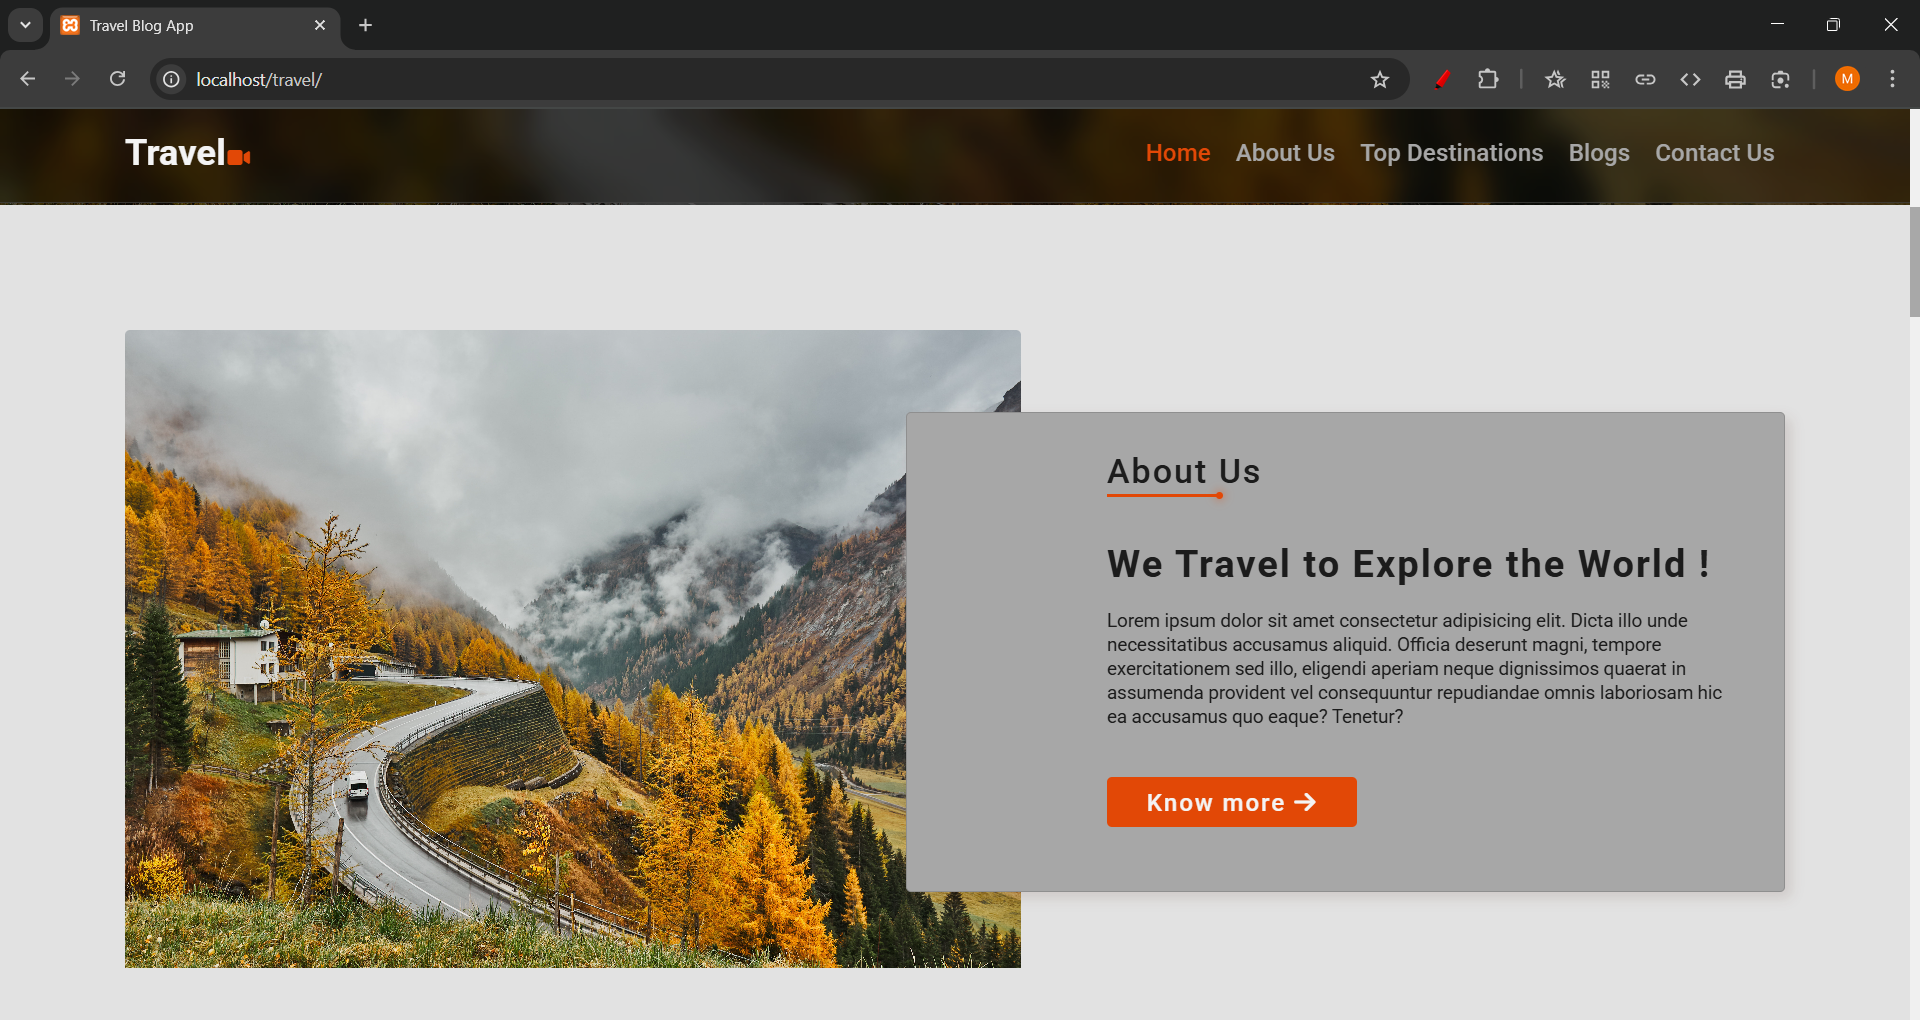 Travel Blog App
localhost/travel/
M
Travel
Home About Us Top Destinations Blogs Contact Us
About Us
We Travel to Explore the World !
Lorem ipsum dolor sit amet consectetur adipisicing elit. Dicta illo unde
necessitatibus accusamus aliquid. Officia deserunt magni, tempore
exercitationem sed illo, eligendi aperiam neque dignissimos quaerat in
assumenda provident vel consequuntur repudiandae omnis laboriosam hic
ea accusamus quo eaque? Tenetur?
Know more